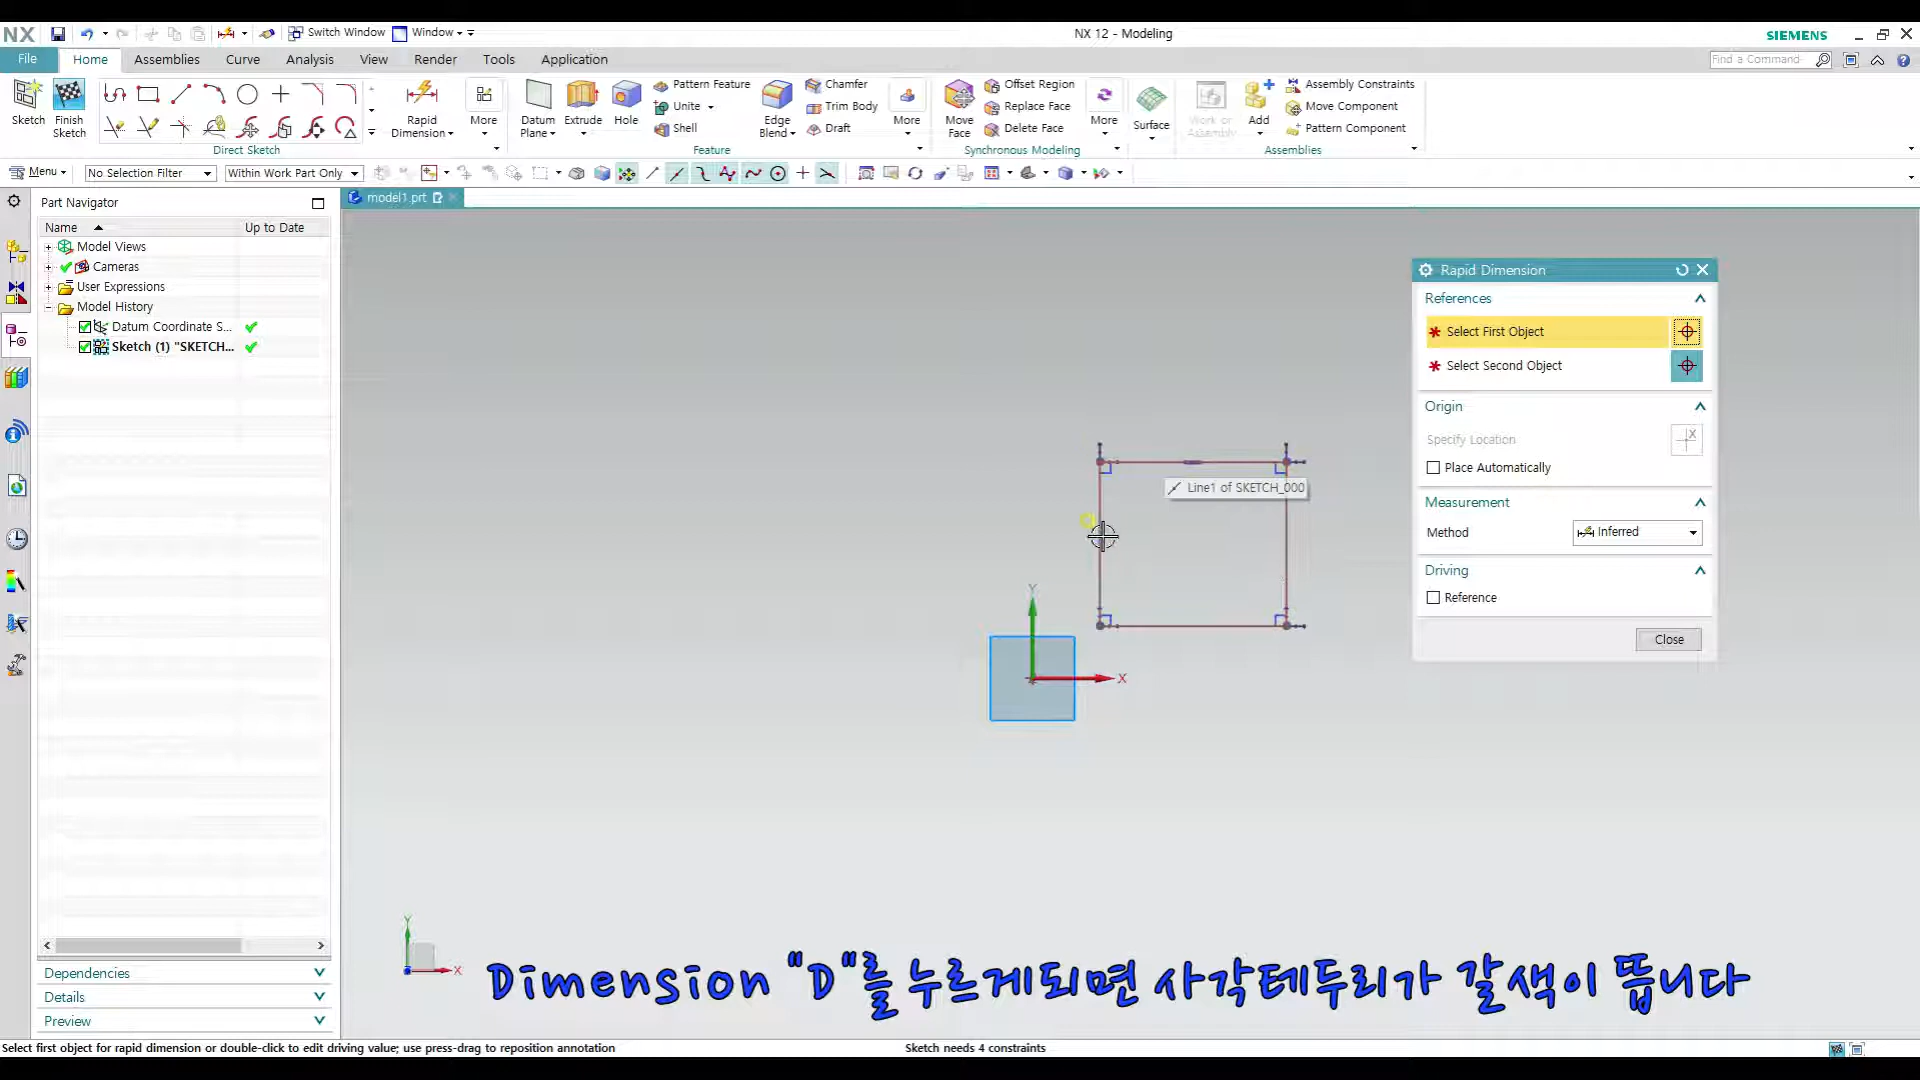 NX
Switch Window
Window
NX 12 - Modeling
SIEMENS
File
Home
Assemblies
Curve
Analysis
View
Render
Tools
Application
Find a Command
Sketch
Finish Sketch
Direct Sketch
Rapid Dimension
More
Datum Plane
Extrude
Hole
Pattern Feature
Unite
Shell
Edge Blend
Chamfer
Trim Body
Draft
More
Feature
Move Face
Offset Region
Replace Face
Delete Face
More
Synchronous Modeling
Surface
Work on Assembly
Add
Assembly Constraints
Move Component
Pattern Component
Assemblies
Menu
No Selection Filter
Within Work Part Only
Part Navigator
model1.prt
Name
Up to Date
Model Views
Cameras
User Expressions
Model History
Datum Coordinate S...
Sketch (1) "SKETCH...
Rapid Dimension
References
Select First Object
Select Second Object
Origin
Specify Location
Place Automatically
Measurement
Method
Inferred
Driving
Reference
Close
Line1 of SKETCH_000
Y
X
Y
X
Dependencies
Details
Preview
Dimension "D"를 누르게되면 사각테두리가 갈색이 뜹니다
Select first object for rapid dimension or double-click to edit driving value; use press-drag to reposition annotation
Sketch needs 4 constraints